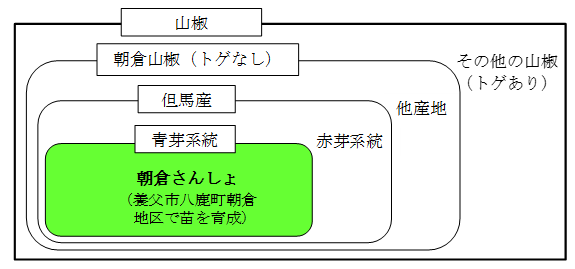 山椒
朝倉山椒（トゲなし）
その他の山椒
（トゲあり）
但馬産
他産地
青芽系統
赤芽系統
朝倉さんしょ
（養父市八鹿町朝倉
地区で苗を育成）